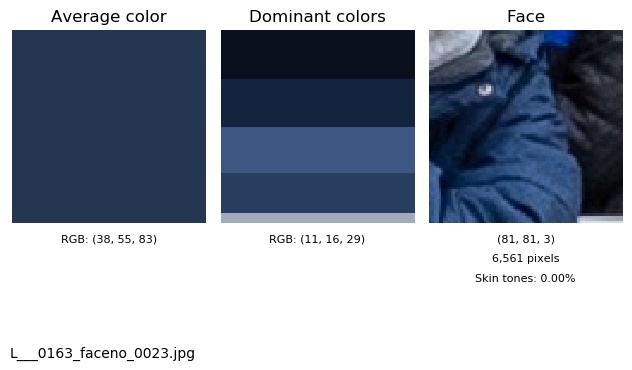 Average color
Dominant colors
Face
RGB: (38, 55, 83)
RGB: (11, 16, 29)
(81, 81, 3)
6,561 pixels
Skin tones: 0.00%
L___0163_faceno_0023.jpg